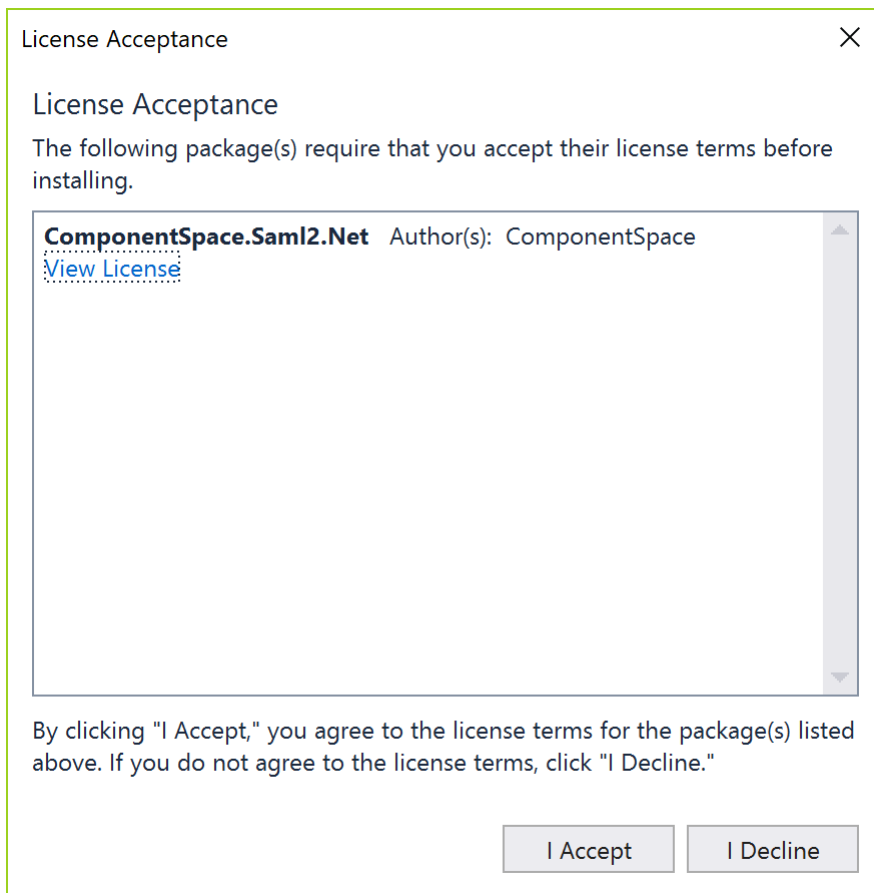 License Acceptance
License Acceptance
The following package(s) require that you accept their license terms before
installing.
ComponentSpace.Saml2.Net Author(s): ComponentSpace
View License
By clicking "I Accept," you agree to the license terms for the package(s) listed
above. If you do not agree to the license terms, click "I Decline."
I Accept I Decline